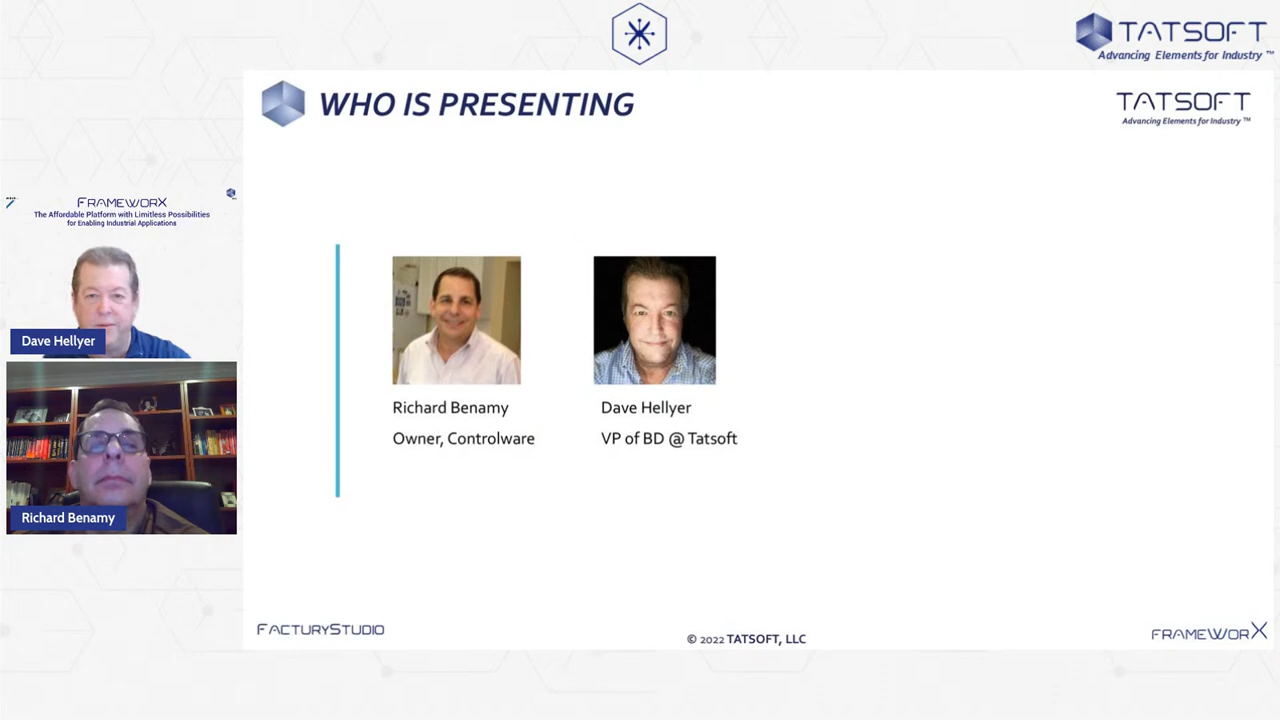 TATSOFT
Advancing Elements for Industry ™
WHO IS PRESENTING
TATSOFT
Advancing Elements for Industry ™
FRAMEWORX
The Affordable Platform with Limitless Possibilities
for Enabling Industrial Applications
Dave Hellyer
Richard Benamy
Richard Benamy
Owner, Controlware
Dave Hellyer
VP of BD @ Tatsoft
FACTURYSTUDIO
© 2022 TATSOFT, LLC
FRAMEWORX